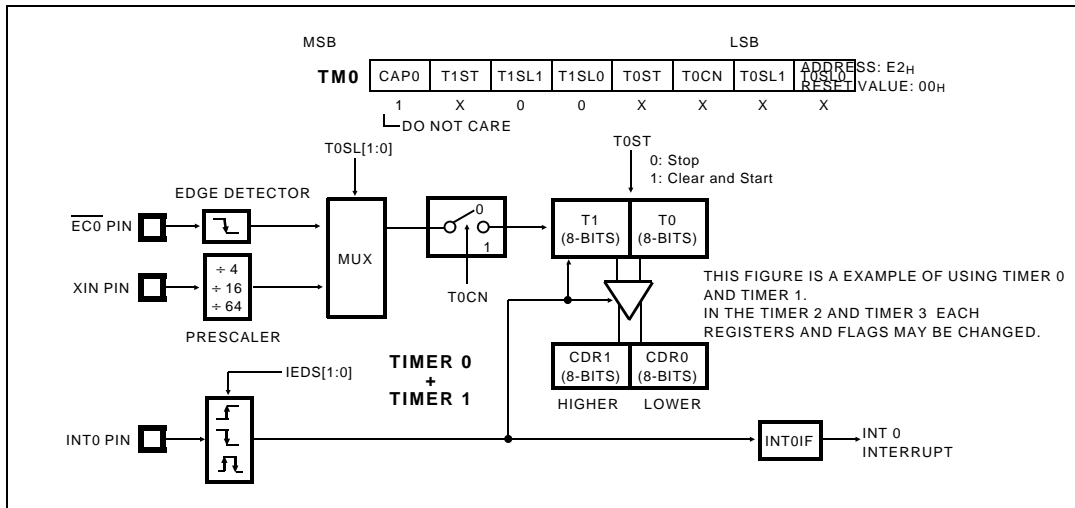 MSB LSB
TM0 CAP0 T1ST T1SL1 T1SL0 T0ST T0CN T0SL1 T0SL0
ADDRESS: E2H
RESET VALUE: 00H
1 X 0 0 X X X X
DO NOT CARE
T0SL[1:0]
T0ST
0: Stop
1: Clear and Start
EDGE DETECTOR
EC0 PIN
MUX
0
1
T0CN
T1
(8-BITS)
T0
(8-BITS)
XIN PIN
÷ 4
÷ 16
÷ 64
PRESCALER
THIS FIGURE IS A EXAMPLE OF USING TIMER 0
AND TIMER 1.
IN THE TIMER 2 AND TIMER 3 EACH
REGISTERS AND FLAGS MAY BE CHANGED.
TIMER 0
+
TIMER 1
CDR1
(8-BITS)
CDR0
(8-BITS)
HIGHER LOWER
IEDS[1:0]
INT0 PIN
INT0IF
INT 0
INTERRUPT